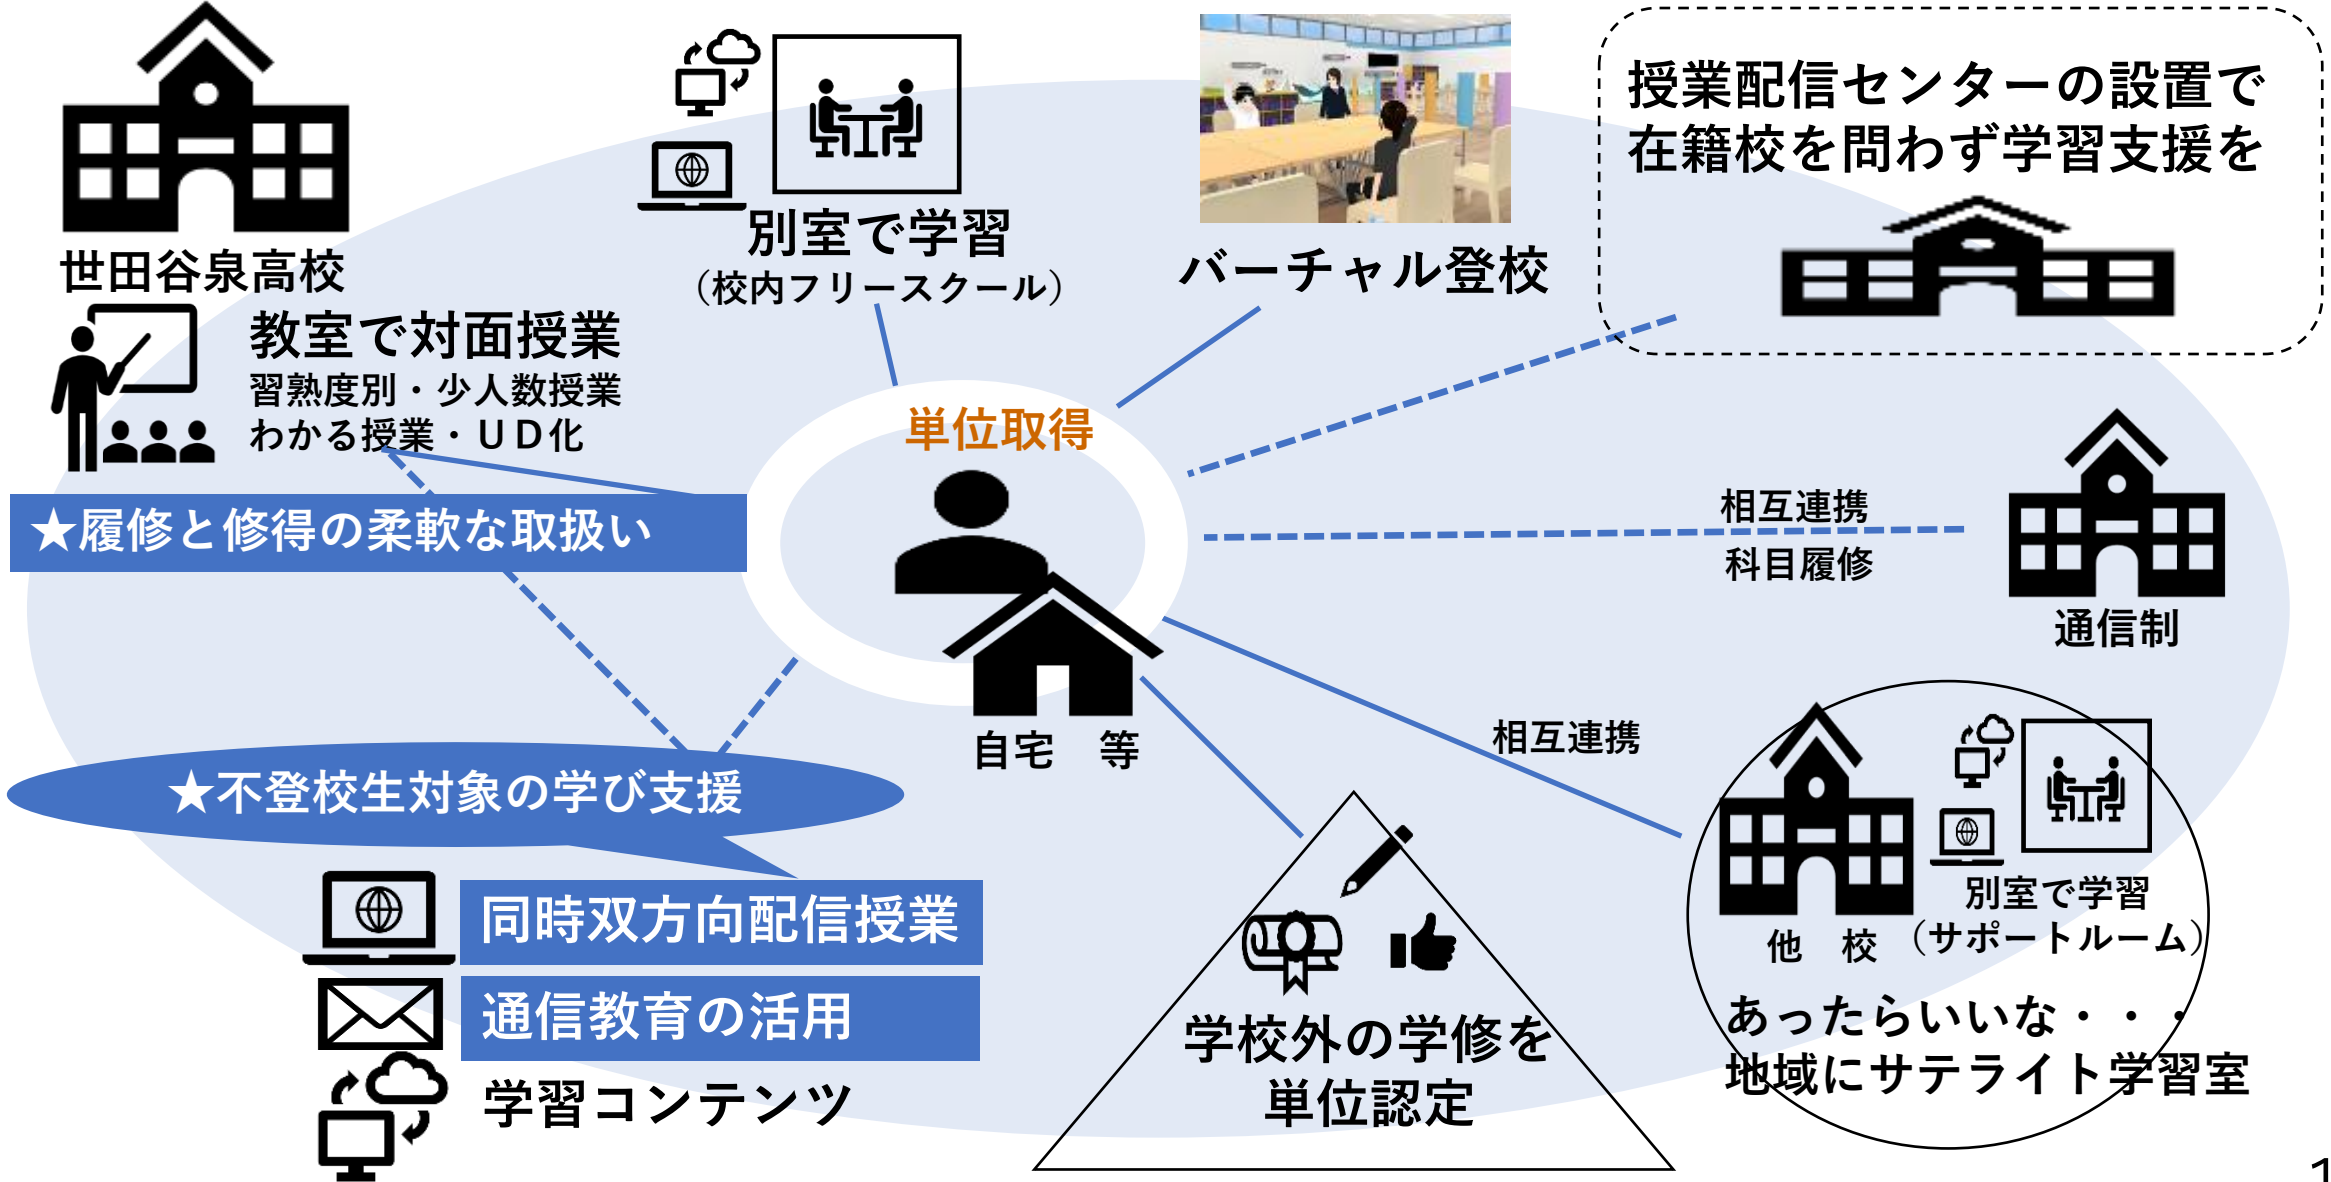 世田谷泉高校
教室で対面授業
習熟度別・少人数授業
わかる授業・ＵＤ化
★履修と修得の柔軟な取扱い
別室で学習
（校内フリースクール）
バーチャル登校
授業配信センターの設置で
在籍校を問わず学習支援を
単位取得
自宅　等
相互連携
科目履修
通信制
相互連携
他　校
別室で学習
（サポートルーム）
あったらいいな・・・
地域にサテライト学習室
★不登校生対象の学び支援
同時双方向配信授業
通信教育の活用
学習コンテンツ
学校外の学修を
単位認定
1